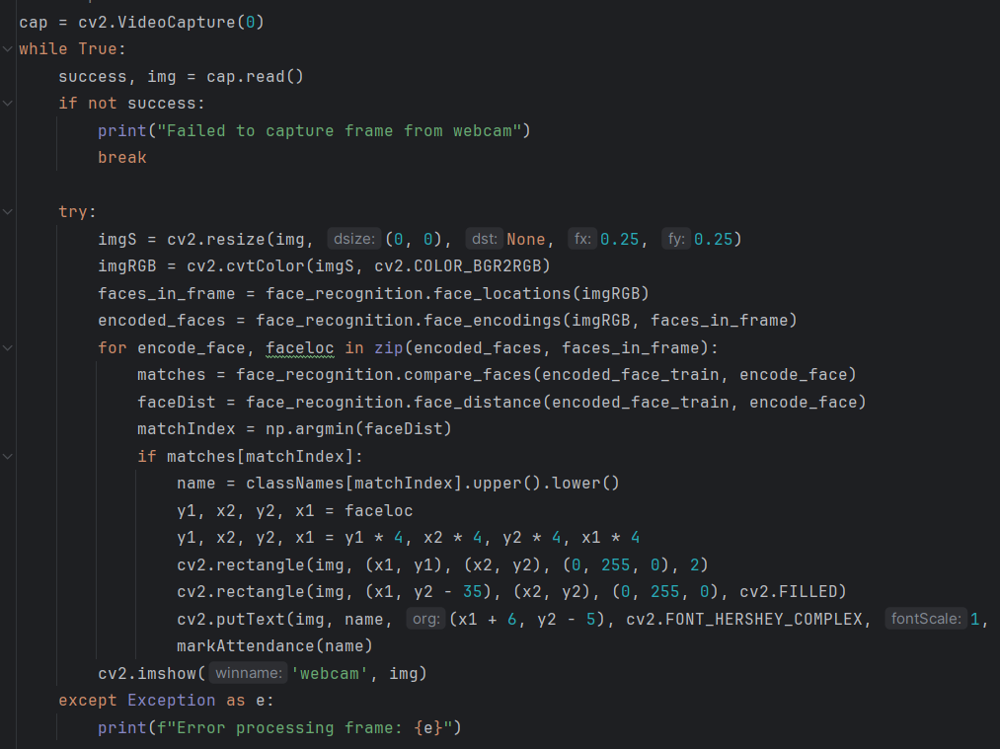 cap = cv2.VideoCapture(0)
while True:
    success, img = cap.read()
    if not success:
        print("Failed to capture frame from webcam")
        break

    try:
        imgS = cv2.resize(img, dsize: (0, 0), dst: None, fx: 0.25, fy: 0.25)
        imgRGB = cv2.cvtColor(imgS, cv2.COLOR_BGR2RGB)
        faces_in_frame = face_recognition.face_locations(imgRGB)
        encoded_faces = face_recognition.face_encodings(imgRGB, faces_in_frame)
        for encode_face, faceloc in zip(encoded_faces, faces_in_frame):
            matches = face_recognition.compare_faces(encoded_face_train, encode_face)
            faceDist = face_recognition.face_distance(encoded_face_train, encode_face)
            matchIndex = np.argmin(faceDist)
            if matches[matchIndex]:
                name = classNames[matchIndex].upper().lower()
                y1, x2, y2, x1 = faceloc
                y1, x2, y2, x1 = y1 * 4, x2 * 4, y2 * 4, x1 * 4
                cv2.rectangle(img, (x1, y1), (x2, y2), (0, 255, 0), 2)
                cv2.rectangle(img, (x1, y2 - 35), (x2, y2), (0, 255, 0), cv2.FILLED)
                cv2.putText(img, name, org: (x1 + 6, y2 - 5), cv2.FONT_HERSHEY_COMPLEX, fontScale: 1,
                markAttendance(name)
        cv2.imshow( winname: 'webcam', img)
    except Exception as e:
        print(f"Error processing frame: {e}")